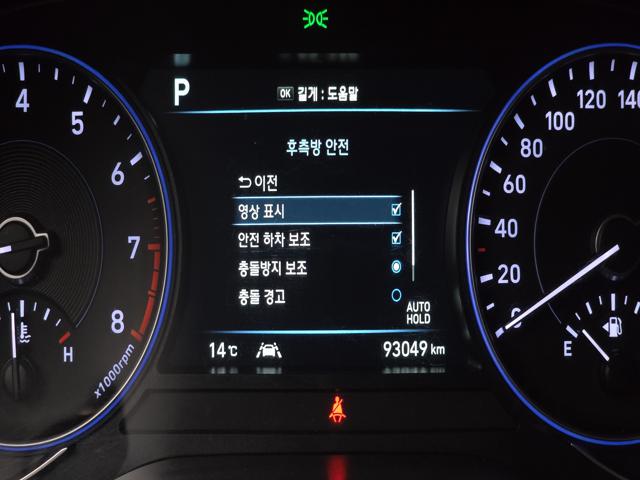 P
OK 길게 : 도움말
후측방 안전
이전
영상 표시
안전 하차 보조
충돌방지 보조
충돌 경고
AUTO
HOLD
14℃
93049 km
4
5
6
7
8
x1000rpm
H
0
20
40
60
80
100
120
140
E